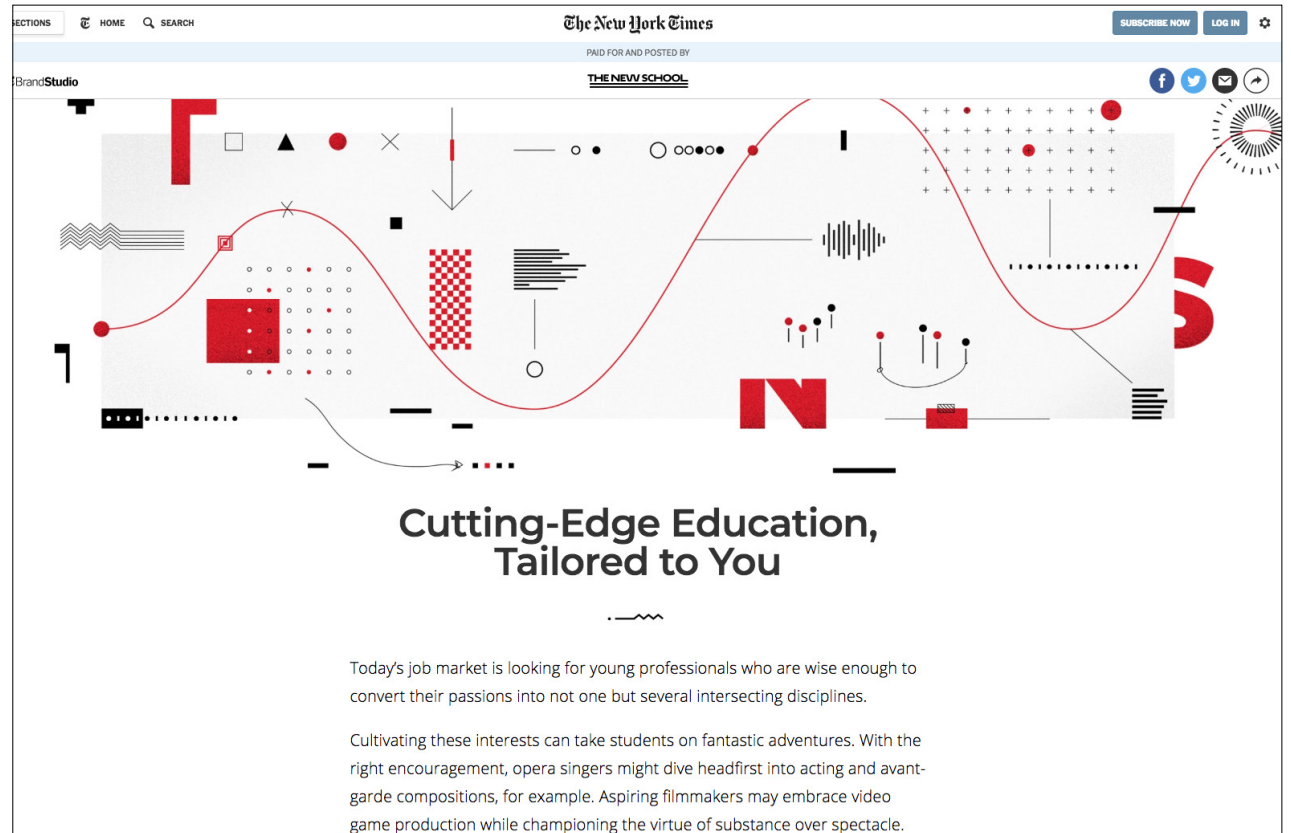 SECTIONS HOME SEARCH The New York Times SUBSCRIBE NOW LOG IN
PAID FOR AND POSTED BY
BrandStudio THE NEW SCHOOL
Cutting-Edge Education,
Tailored to You
Today's job market is looking for young professionals who are wise enough to
convert their passions into not one but several intersecting disciplines.
Cultivating these interests can take students on fantastic adventures. With the
right encouragement, opera singers might dive headfirst into acting and avant-
garde compositions, for example. Aspiring filmmakers may embrace video
game production while championing the virtue of substance over spectacle.